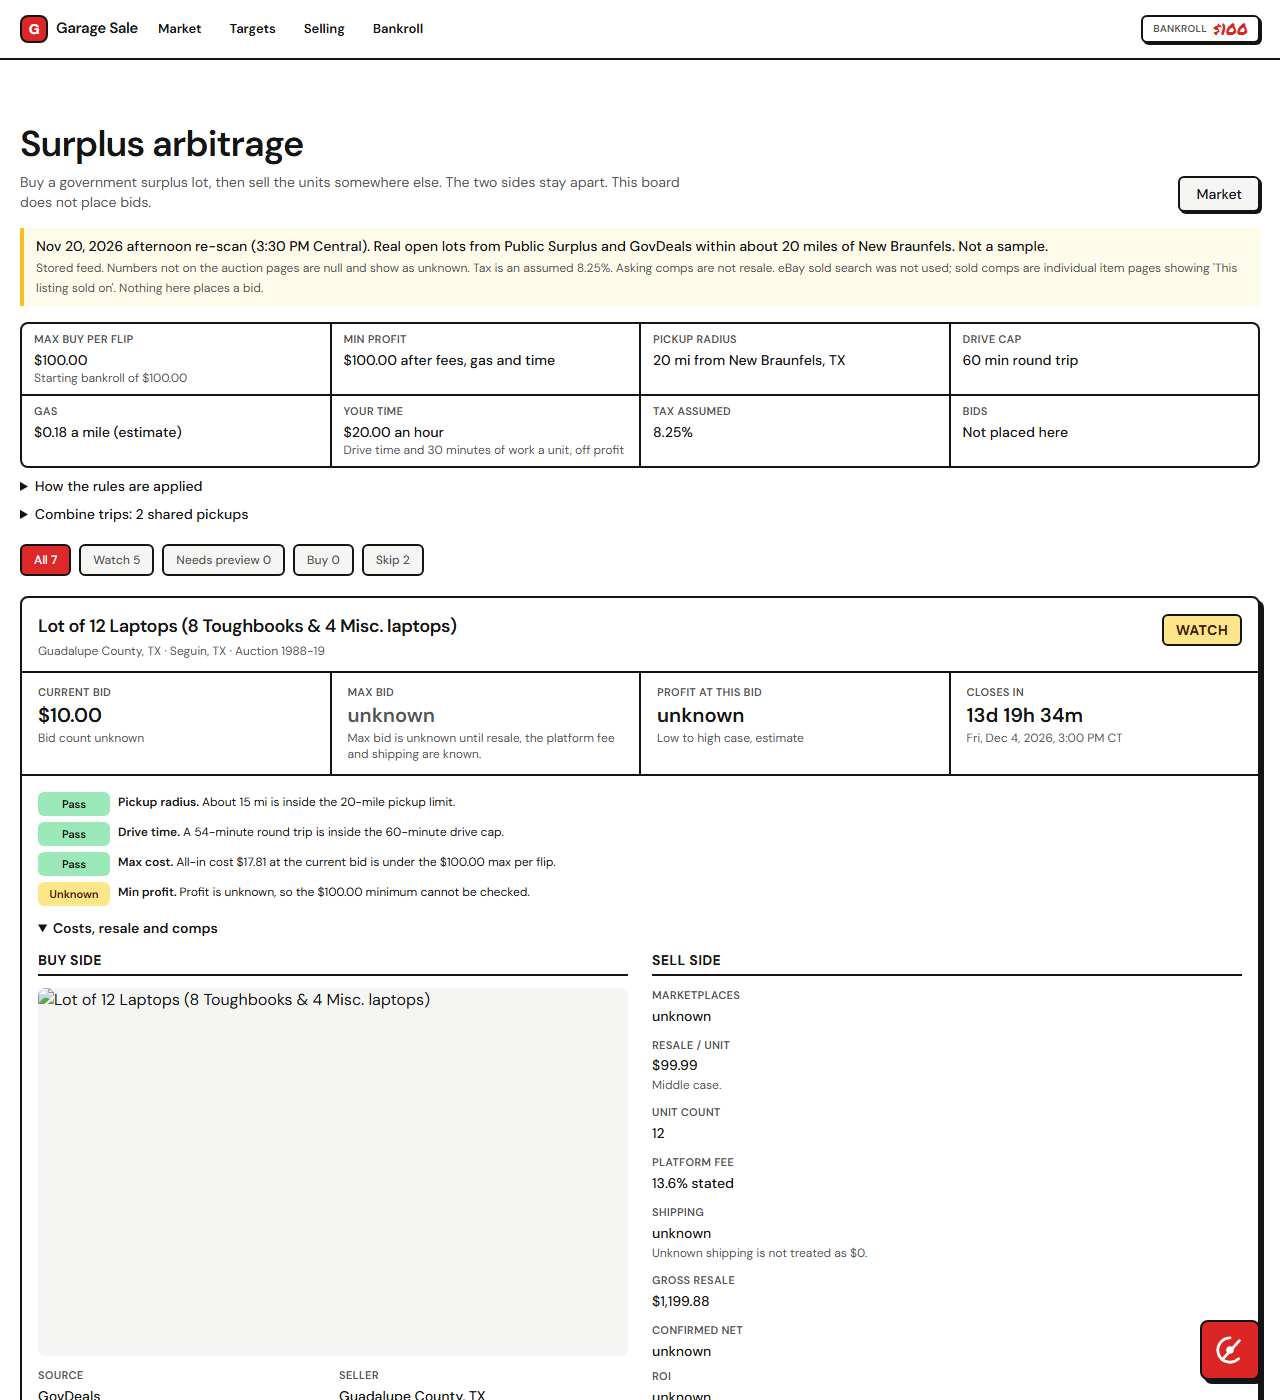 G Garage Sale Market Targets Selling Bankroll BANKROLL $100
Surplus arbitrage
Buy a government surplus lot, then sell the units somewhere else. The two sides stay apart. This board
does not place bids.
Market
Nov 20, 2026 afternoon re-scan (3:30 PM Central). Real open lots from Public Surplus and GovDeals within about 20 miles of New Braunfels. Not a sample.
Stored feed. Numbers not on the auction pages are null and show as unknown. Tax is an assumed 8.25%. Asking comps are not resale. eBay sold search was not used; sold comps are individual item pages showing 'This
listing sold on'. Nothing here places a bid.
MAX BUY PER FLIP
$100.00
Starting bankroll of $100.00
MIN PROFIT
$100.00 after fees, gas and time
PICKUP RADIUS
20 mi from New Braunfels, TX
DRIVE CAP
60 min round trip
GAS
$0.18 a mile (estimate)
YOUR TIME
$20.00 an hour
Drive time and 30 minutes of work a unit, off profit
TAX ASSUMED
8.25%
BIDS
Not placed here
How the rules are applied
Combine trips: 2 shared pickups
All 7 Watch 5 Needs preview 0 Buy 0 Skip 2
Lot of 12 Laptops (8 Toughbooks & 4 Misc. laptops)
Guadalupe County, TX · Seguin, TX · Auction 1988-19
WATCH
CURRENT BID
$10.00
Bid count unknown
MAX BID
unknown
Max bid is unknown until resale, the platform fee
and shipping are known.
PROFIT AT THIS BID
unknown
Low to high case, estimate
CLOSES IN
13d 19h 34m
Fri, Dec 4, 2026, 3:00 PM CT
Pass Pickup radius. About 15 mi is inside the 20-mile pickup limit.
Pass Drive time. A 54-minute round trip is inside the 60-minute drive cap.
Pass Max cost. All-in cost $17.81 at the current bid is under the $100.00 max per flip.
Unknown Min profit. Profit is unknown, so the $100.00 minimum cannot be checked.
Costs, resale and comps
BUY SIDE
Lot of 12 Laptops (8 Toughbooks & 4 Misc. laptops)
SOURCE
GovDeals
SELLER
Guadalupe County, TX
SELL SIDE
MARKETPLACES
unknown
RESALE / UNIT
$99.99
Middle case.
UNIT COUNT
12
PLATFORM FEE
13.6% stated
SHIPPING
unknown
Unknown shipping is not treated as $0.
GROSS RESALE
$1,199.88
CONFIRMED NET
unknown
ROI
unknown